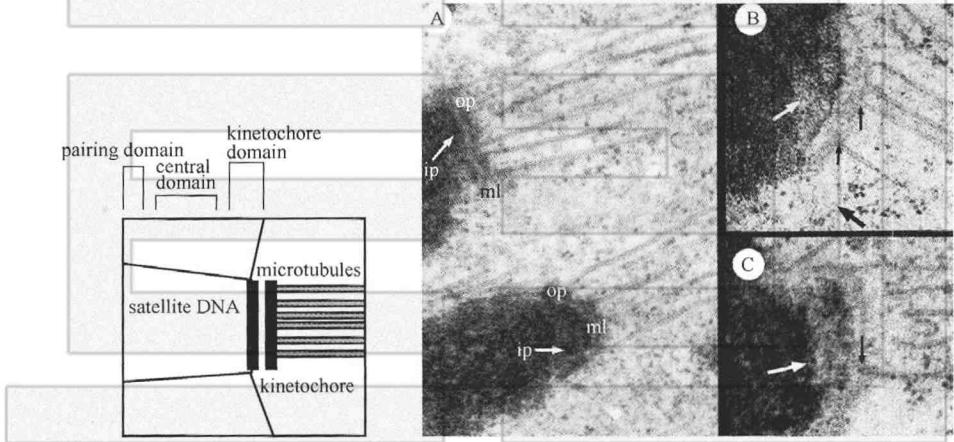 pairing domain
central
domain
kinetochore
domain
satellite DNA
microtubules
kinetochore
A
op
ip
ml
op
ml
ip
B
C